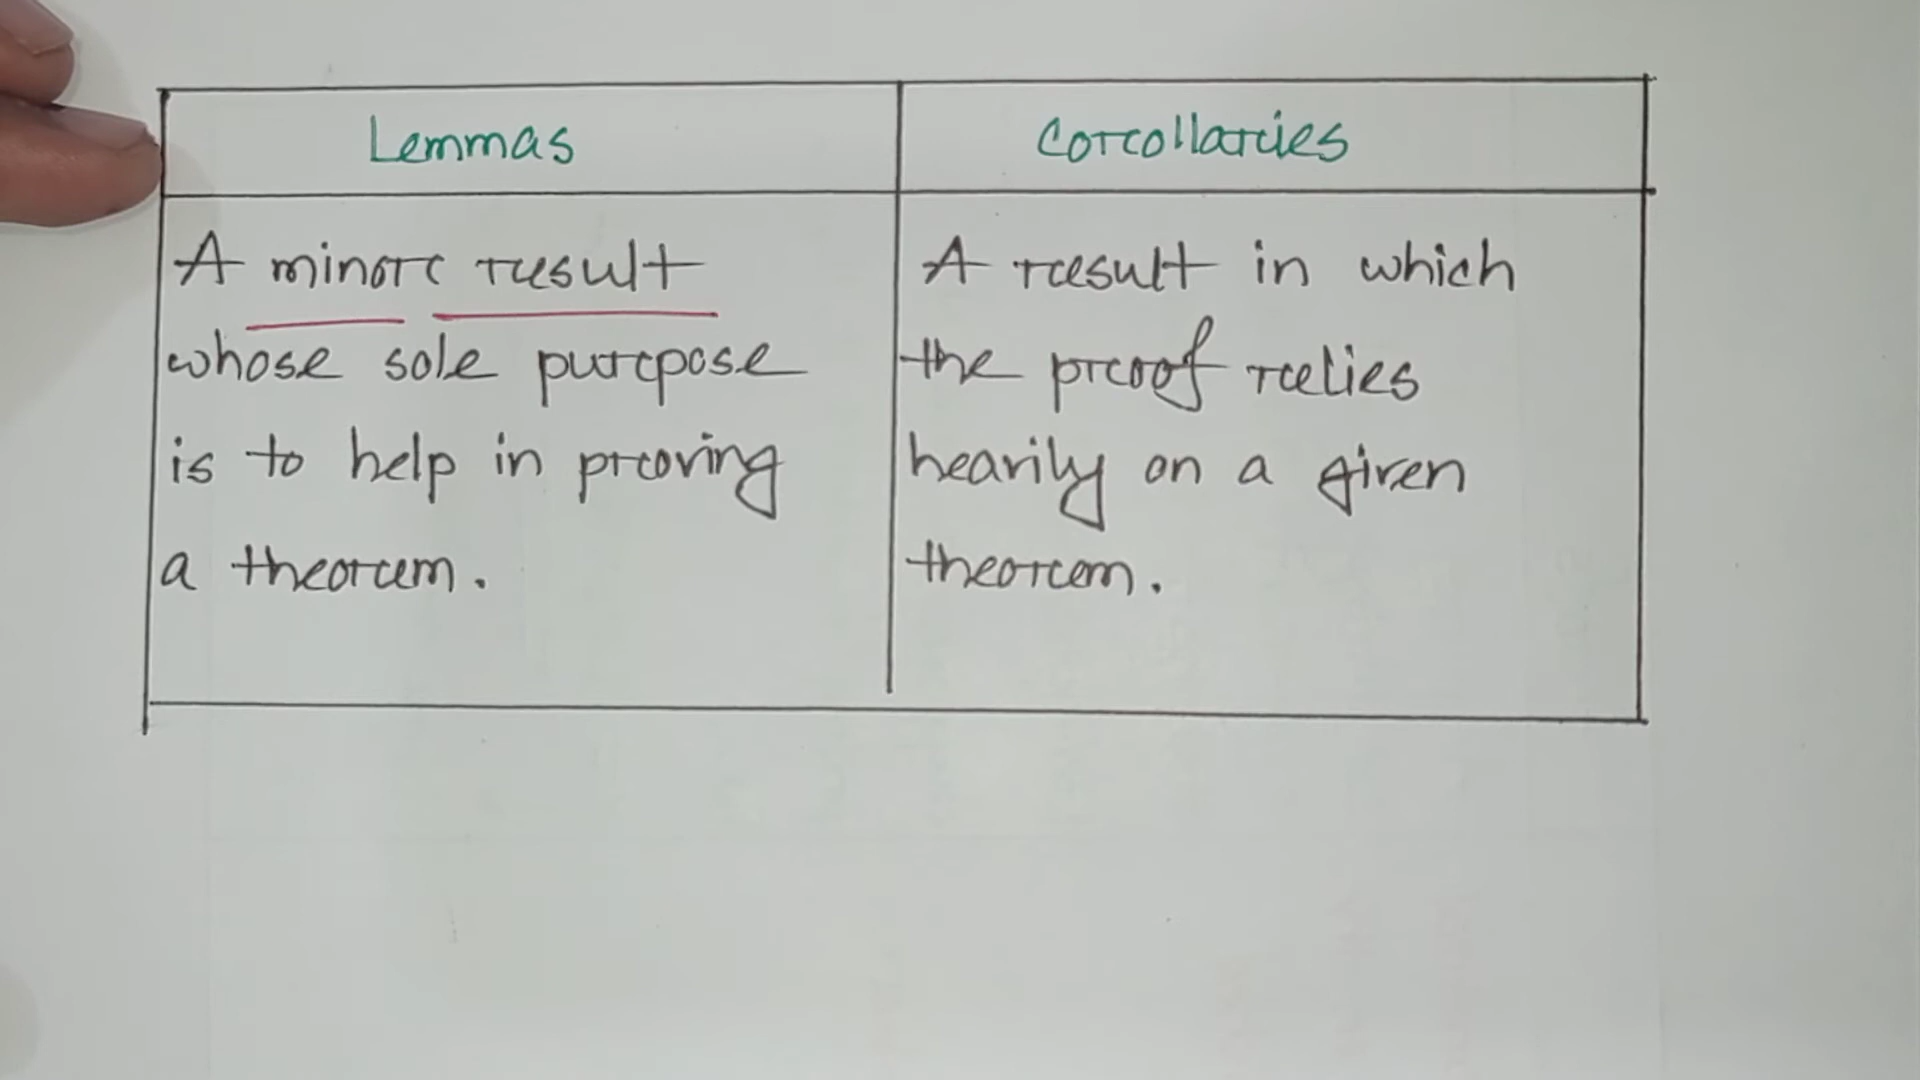 Lemmas
Corollaries
A minor result
whose sole purpose
is to help in proving
a theorem.
A result in which
the proof relies
heavily on a given
theorem.